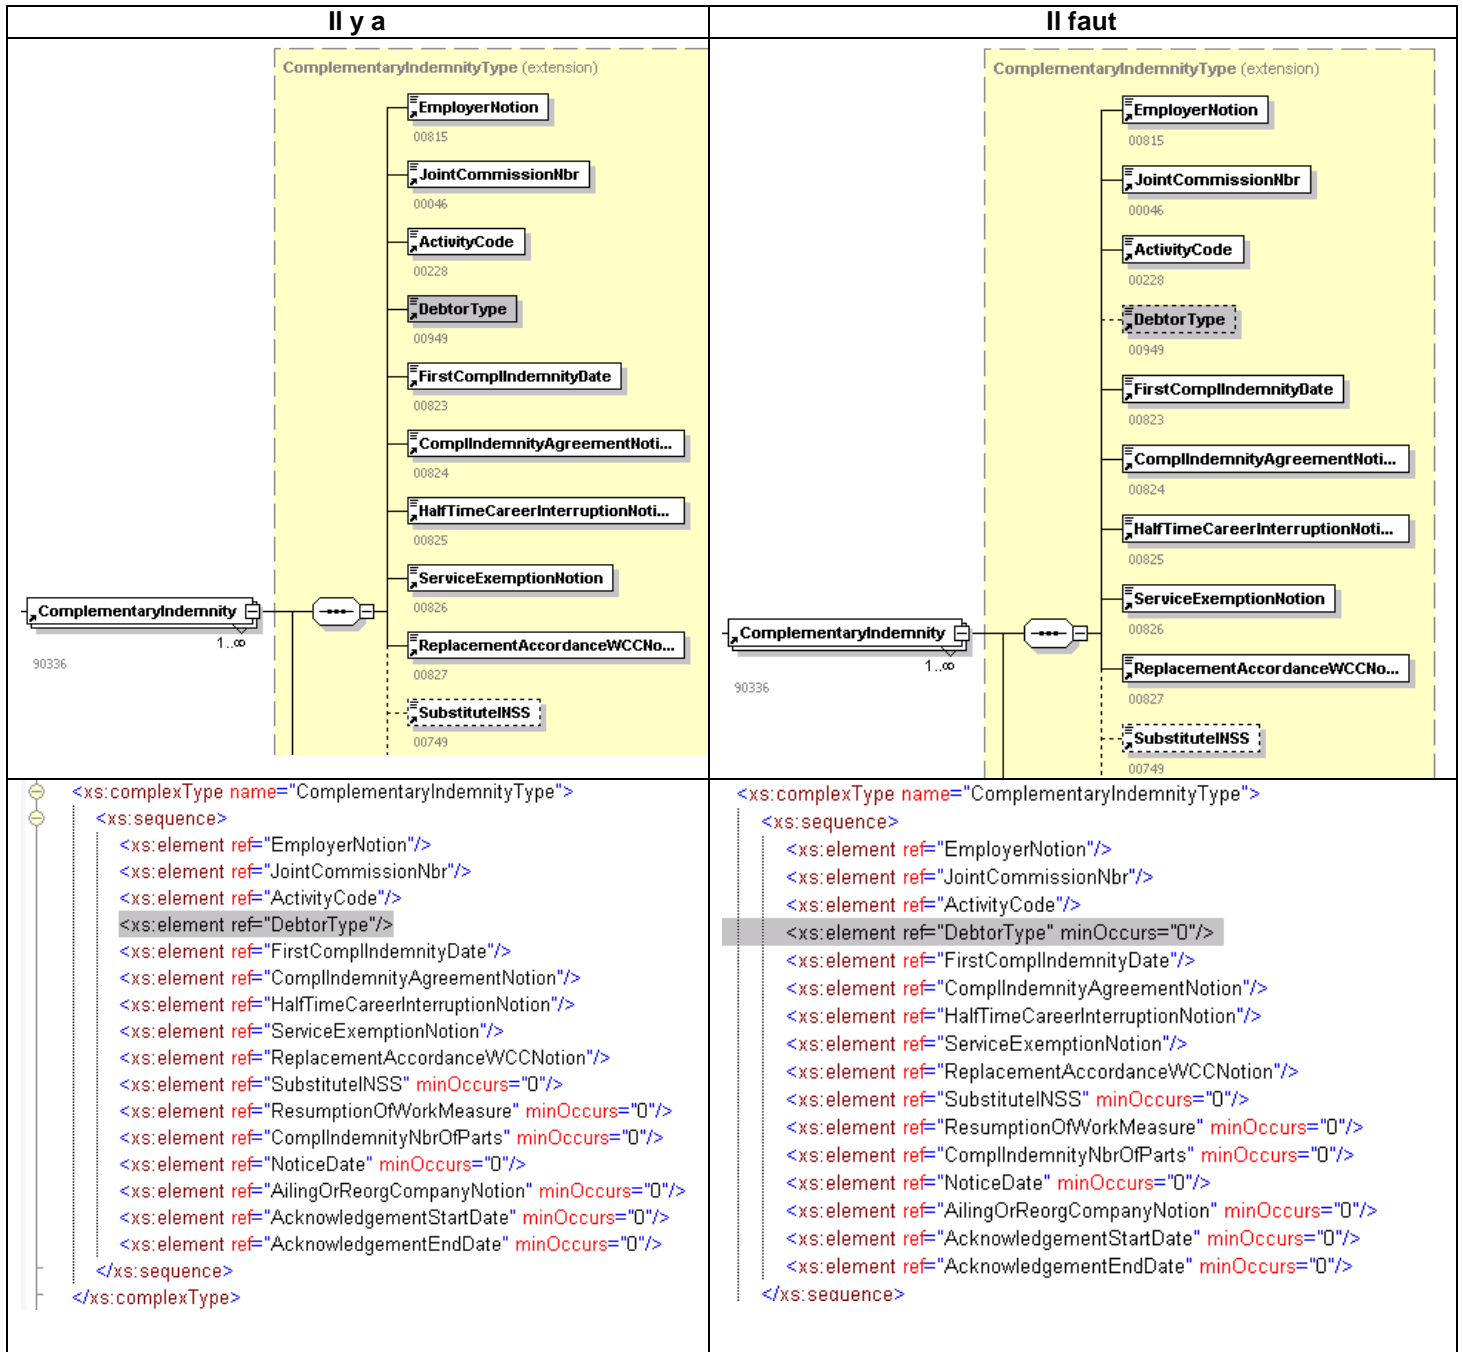 Il y a
Il faut
ComplementaryIndemnityType (extension)
EmployerNotion
00815
JointCommissionNbr
00046
ActivityCode
00228
DebtorType
00949
FirstComplIndemnityDate
00823
ComplIndemnityAgreementNoti...
00824
HalfTimeCareerInterruptionNoti...
00825
ServiceExemptionNotion
00826
ComplementaryIndemnity
1..∞
90336
ReplacementAccordanceWCCNo...
00827
SubstituteINSS
00749
ComplementaryIndemnityType (extension)
EmployerNotion
00815
JointCommissionNbr
00046
ActivityCode
00228
DebtorType
00949
FirstComplIndemnityDate
00823
ComplIndemnityAgreementNoti...
00824
HalfTimeCareerInterruptionNoti...
00825
ServiceExemptionNotion
00826
ComplementaryIndemnity
1..∞
90336
ReplacementAccordanceWCCNo...
00827
SubstituteINSS
00749
<xs:complexType name="ComplementaryIndemnityType">
<xs:sequence>
<xs:element ref="EmployerNotion"/>
<xs:element ref="JointCommissionNbr"/>
<xs:element ref="ActivityCode"/>
<xs:element ref="DebtorType"/>
<xs:element ref="FirstComplIndemnityDate"/>
<xs:element ref="ComplIndemnityAgreementNotion"/>
<xs:element ref="HalfTimeCareerInterruptionNotion"/>
<xs:element ref="ServiceExemptionNotion"/>
<xs:element ref="ReplacementAccordanceWCCNotion"/>
<xs:element ref="SubstituteINSS" minOccurs="0"/>
<xs:element ref="ResumptionOfWorkMeasure" minOccurs="0"/>
<xs:element ref="ComplIndemnityNbrOfParts" minOccurs="0"/>
<xs:element ref="NoticeDate" minOccurs="0"/>
<xs:element ref="AilingOrReorgCompanyNotion" minOccurs="0"/>
<xs:element ref="AcknowledgementStartDate" minOccurs="0"/>
<xs:element ref="AcknowledgementEndDate" minOccurs="0"/>
</xs:sequence>
</xs:complexType>
<xs:complexType name="ComplementaryIndemnityType">
<xs:sequence>
<xs:element ref="EmployerNotion"/>
<xs:element ref="JointCommissionNbr"/>
<xs:element ref="ActivityCode"/>
<xs:element ref="DebtorType" minOccurs="0"/>
<xs:element ref="FirstComplIndemnityDate"/>
<xs:element ref="ComplIndemnityAgreementNotion"/>
<xs:element ref="HalfTimeCareerInterruptionNotion"/>
<xs:element ref="ServiceExemptionNotion"/>
<xs:element ref="ReplacementAccordanceWCCNotion"/>
<xs:element ref="SubstituteINSS" minOccurs="0"/>
<xs:element ref="ResumptionOfWorkMeasure" minOccurs="0"/>
<xs:element ref="ComplIndemnityNbrOfParts" minOccurs="0"/>
<xs:element ref="NoticeDate" minOccurs="0"/>
<xs:element ref="AilingOrReorgCompanyNotion" minOccurs="0"/>
<xs:element ref="AcknowledgementStartDate" minOccurs="0"/>
<xs:element ref="AcknowledgementEndDate" minOccurs="0"/>
</xs:sequence>